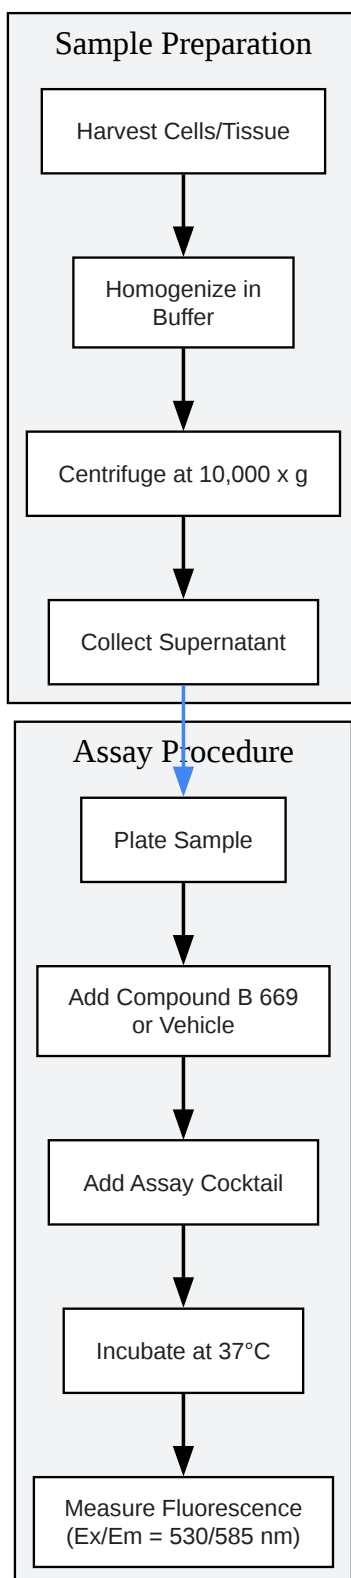 Sample Preparation
Harvest Cells/Tissue
Homogenize in
Buffer
Centrifuge at 10,000 x g
Collect Supernatant
Assay Procedure
Plate Sample
Add Compound B 669
or Vehicle
Add Assay Cocktail
Incubate at 37°C
Measure Fluorescence
(Ex/Em = 530/585 nm)